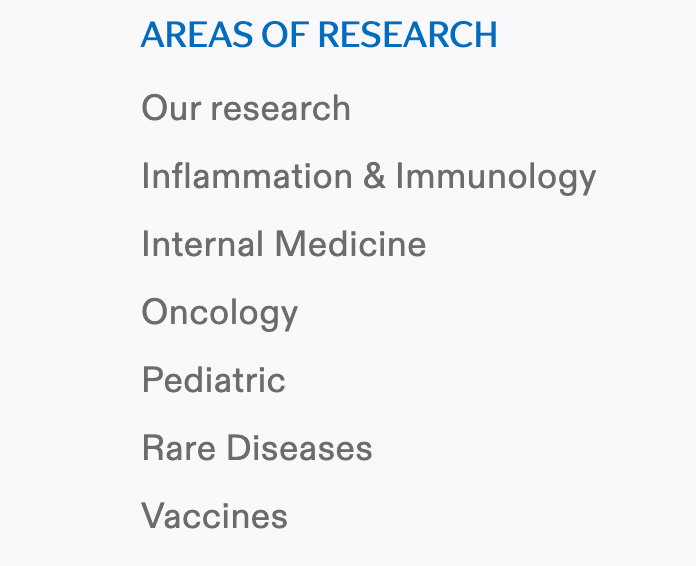 AREAS OF RESEARCH
Our research
Inflammation & Immunology
Internal Medicine
Oncology
Pediatric
Rare Diseases
Vaccines